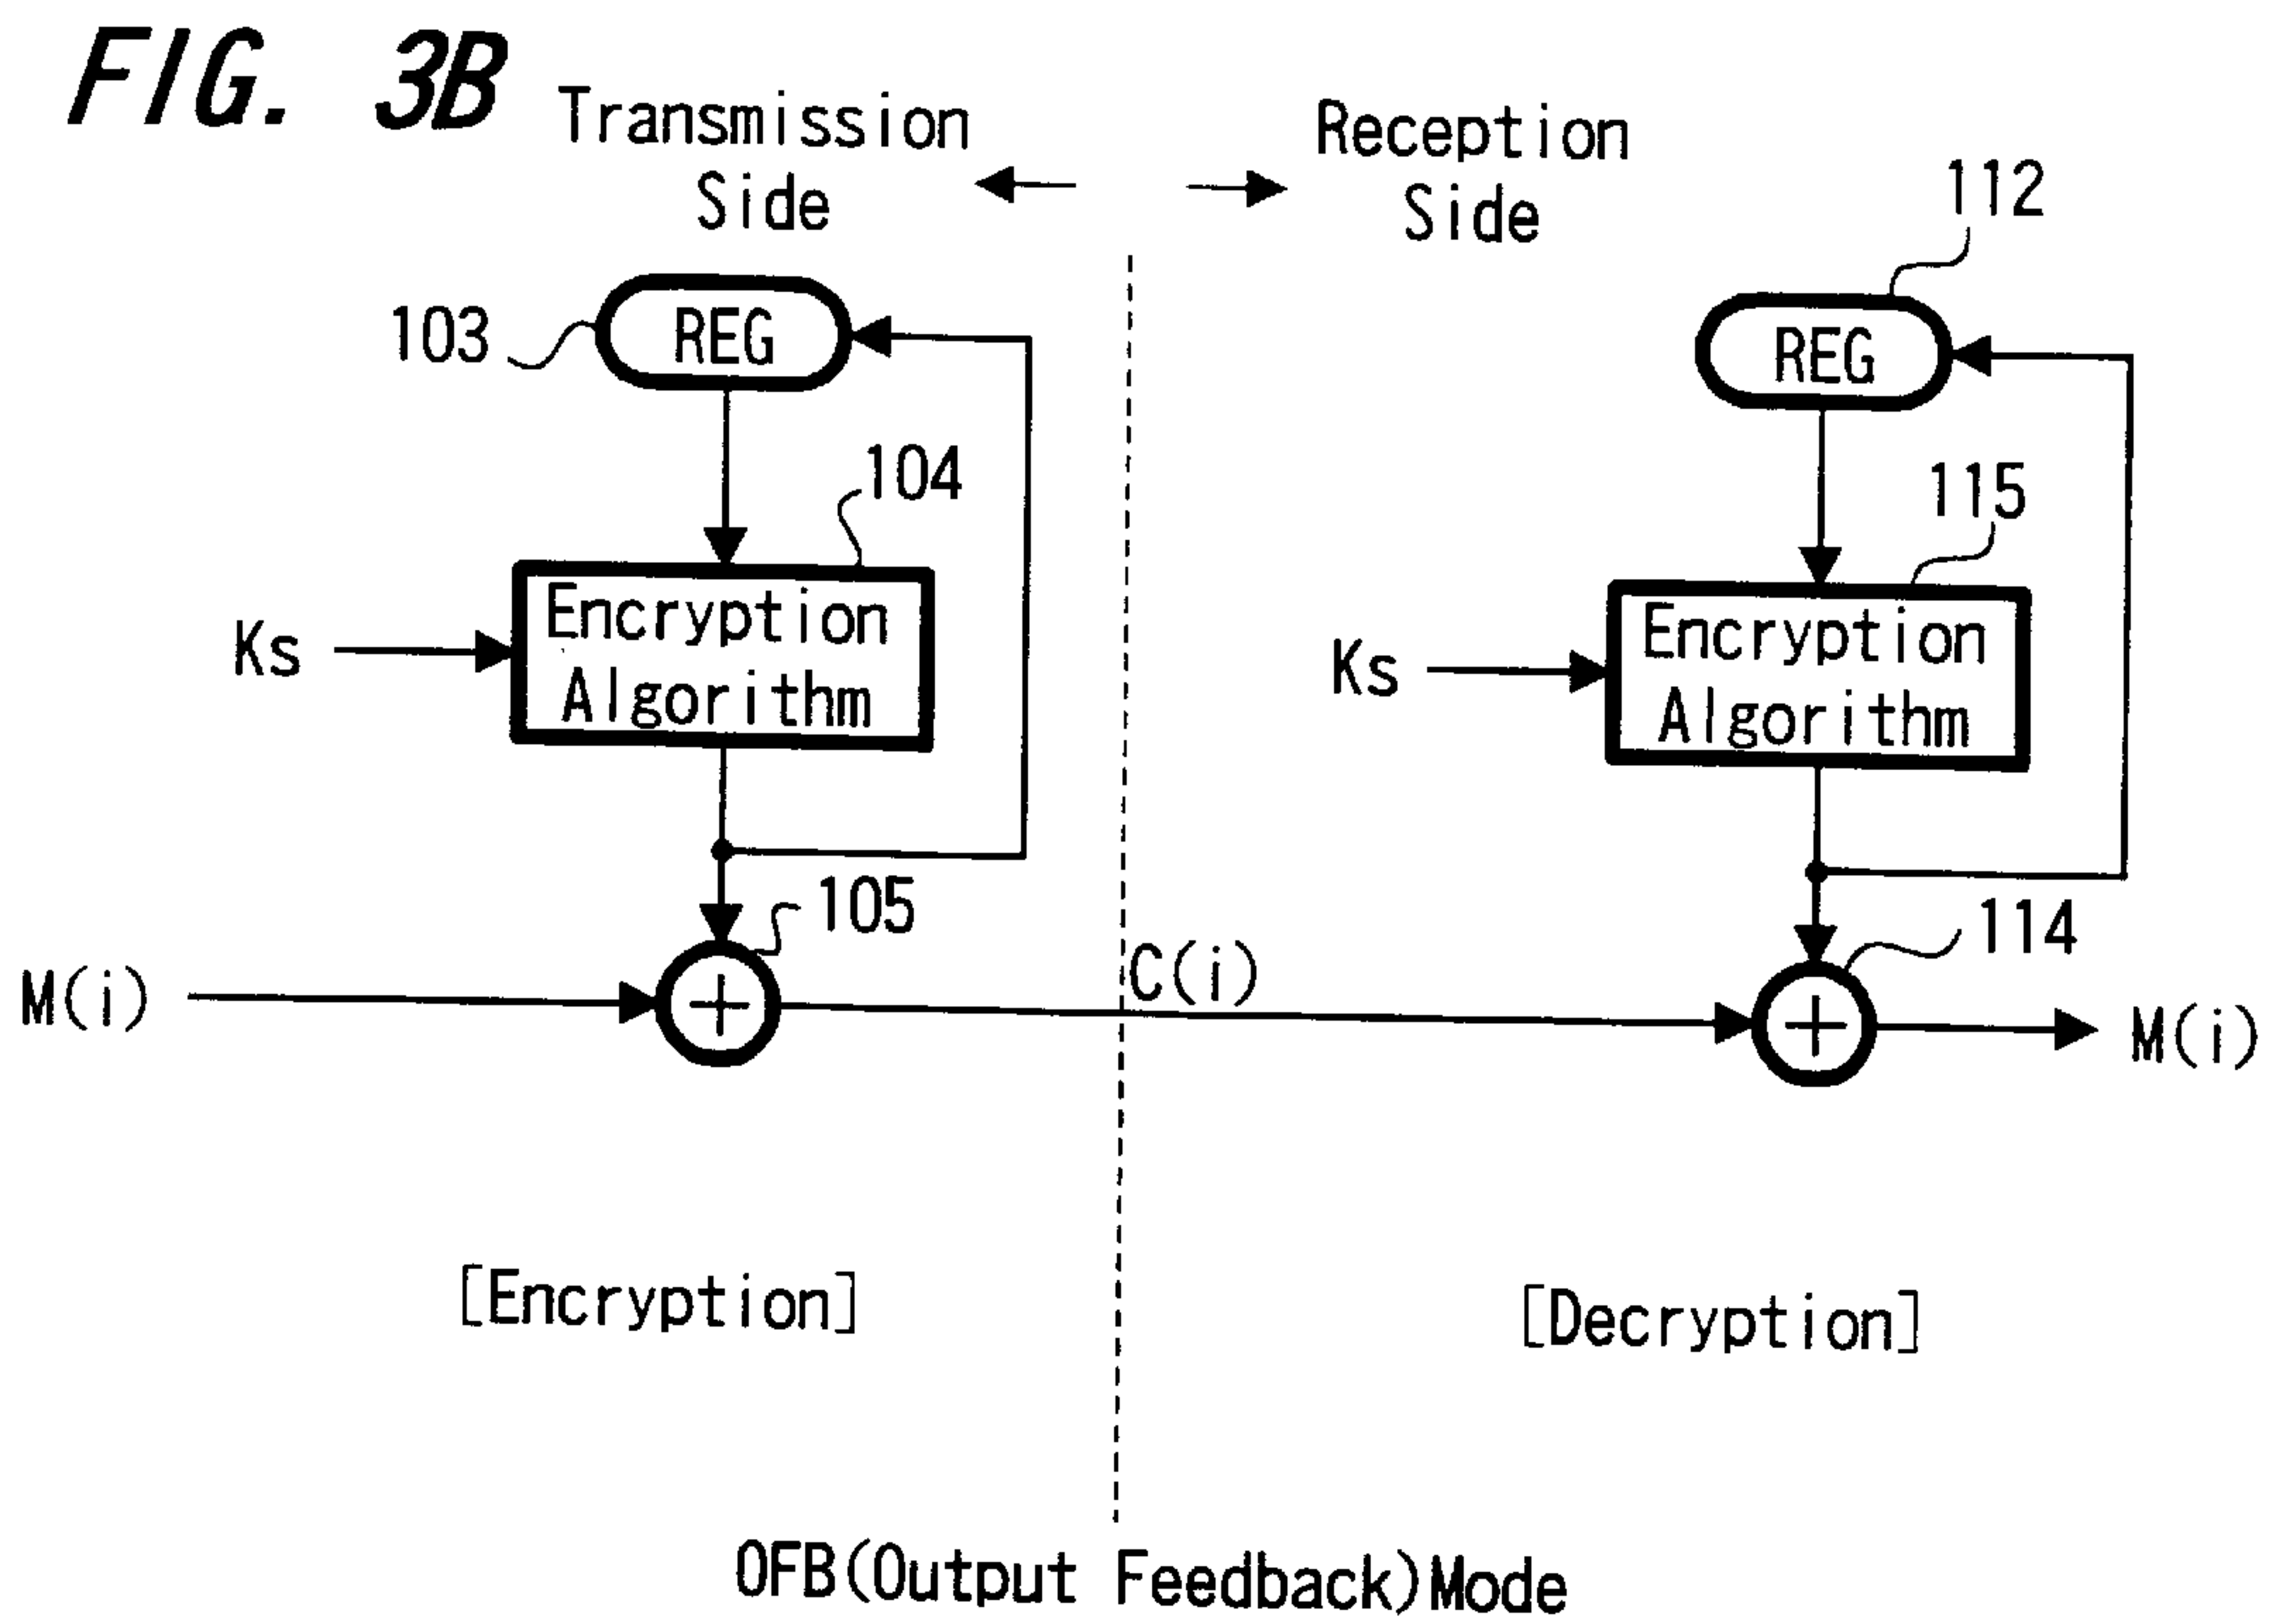 FIG. 3B
Transmission
Side
Reception
Side
112
103
REG
REG
104
115
Ks
Encryption
Algorithm
Ks
Encryption
Algorithm
105
114
M(i)
+
C(i)
+
M(i)
[Encryption]
[Decryption]
OFB(Output Feedback)Mode